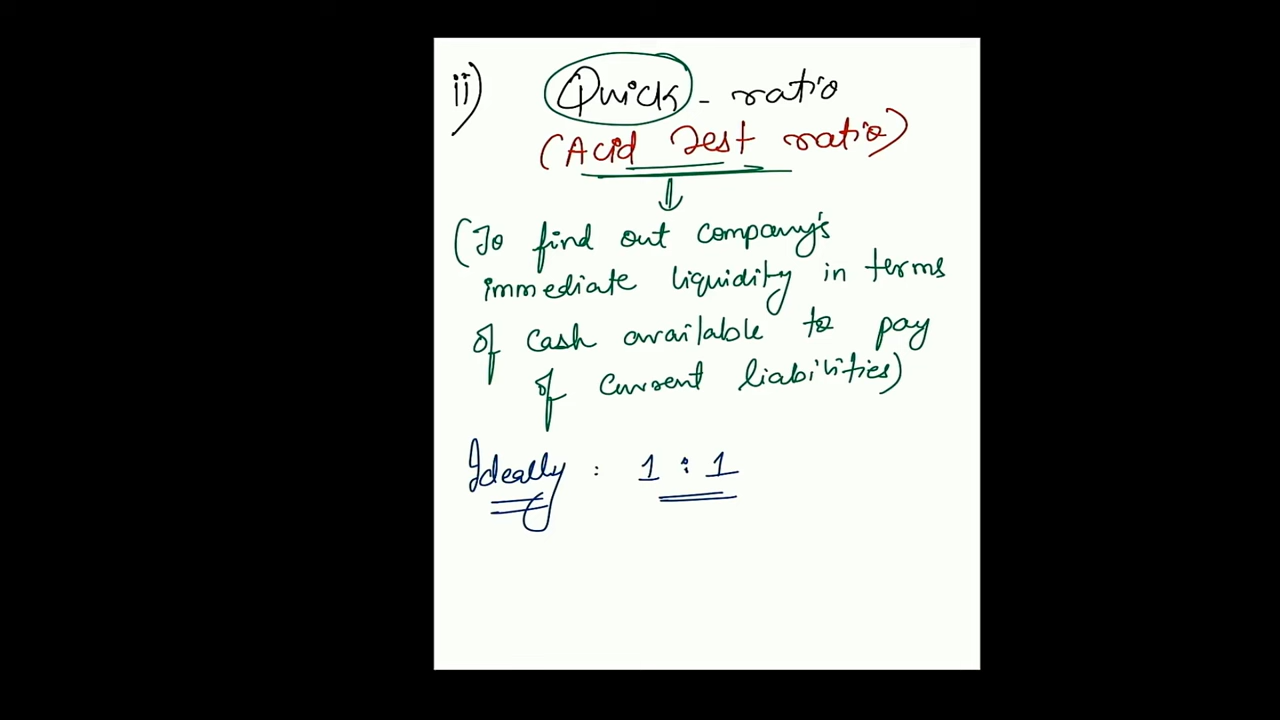 ii) Quick - ratio
(Acid Test ratio)
(To find out company's
immediate liquidity in terms
of cash available to pay
of current liabilities)
Ideally : 1 : 1